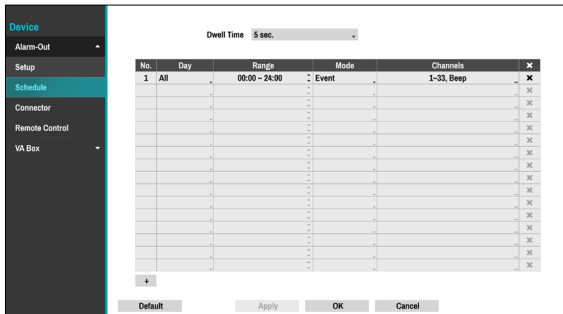 Device
Alarm-Out
Setup
Schedule
Connector
Remote Control
VA Box
Dwell Time 5 sec.
No. Day Range Mode Channels ×
1 All 00:00 ~ 24:00 Event 1~33, Beep ×
+
Default Apply OK Cancel